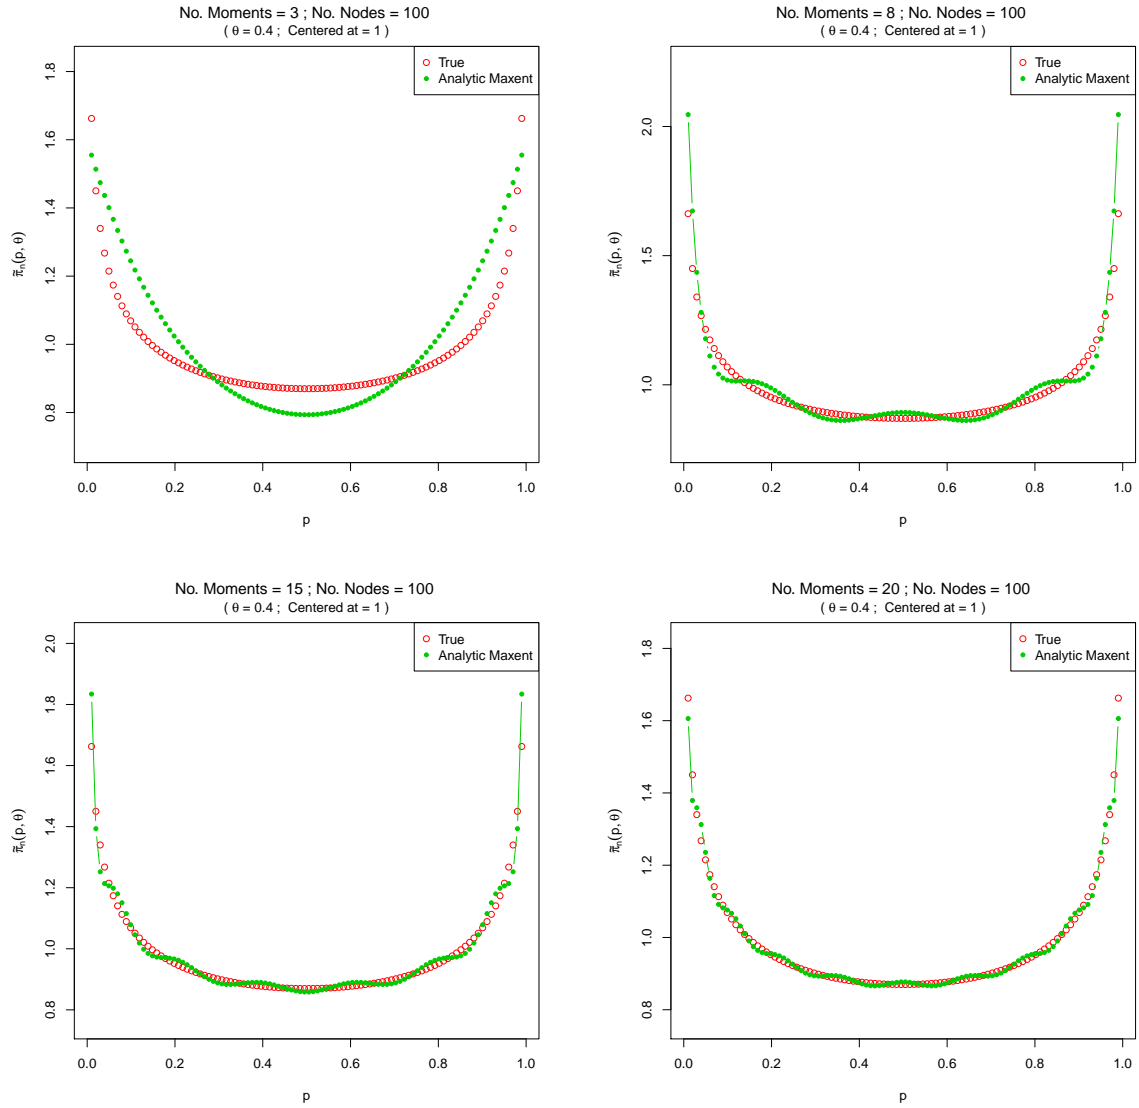 No. Moments = 3 ; No. Nodes = 100
( θ = 0.4 ; Centered at = 1 )
True
Analytic Maxent
1.8
1.6
1.4
1.2
1.0
0.8
π̃n(p, θ)
0.0 0.2 0.4 0.6 0.8 1.0
p
No. Moments = 8 ; No. Nodes = 100
( θ = 0.4 ; Centered at = 1 )
True
Analytic Maxent
2.0
1.5
1.0
π̃n(p, θ)
0.0 0.2 0.4 0.6 0.8 1.0
p
No. Moments = 15 ; No. Nodes = 100
( θ = 0.4 ; Centered at = 1 )
True
Analytic Maxent
2.0
1.8
1.6
1.4
1.2
1.0
0.8
π̃n(p, θ)
0.0 0.2 0.4 0.6 0.8 1.0
p
No. Moments = 20 ; No. Nodes = 100
( θ = 0.4 ; Centered at = 1 )
True
Analytic Maxent
1.8
1.6
1.4
1.2
1.0
0.8
π̃n(p, θ)
0.0 0.2 0.4 0.6 0.8 1.0
p